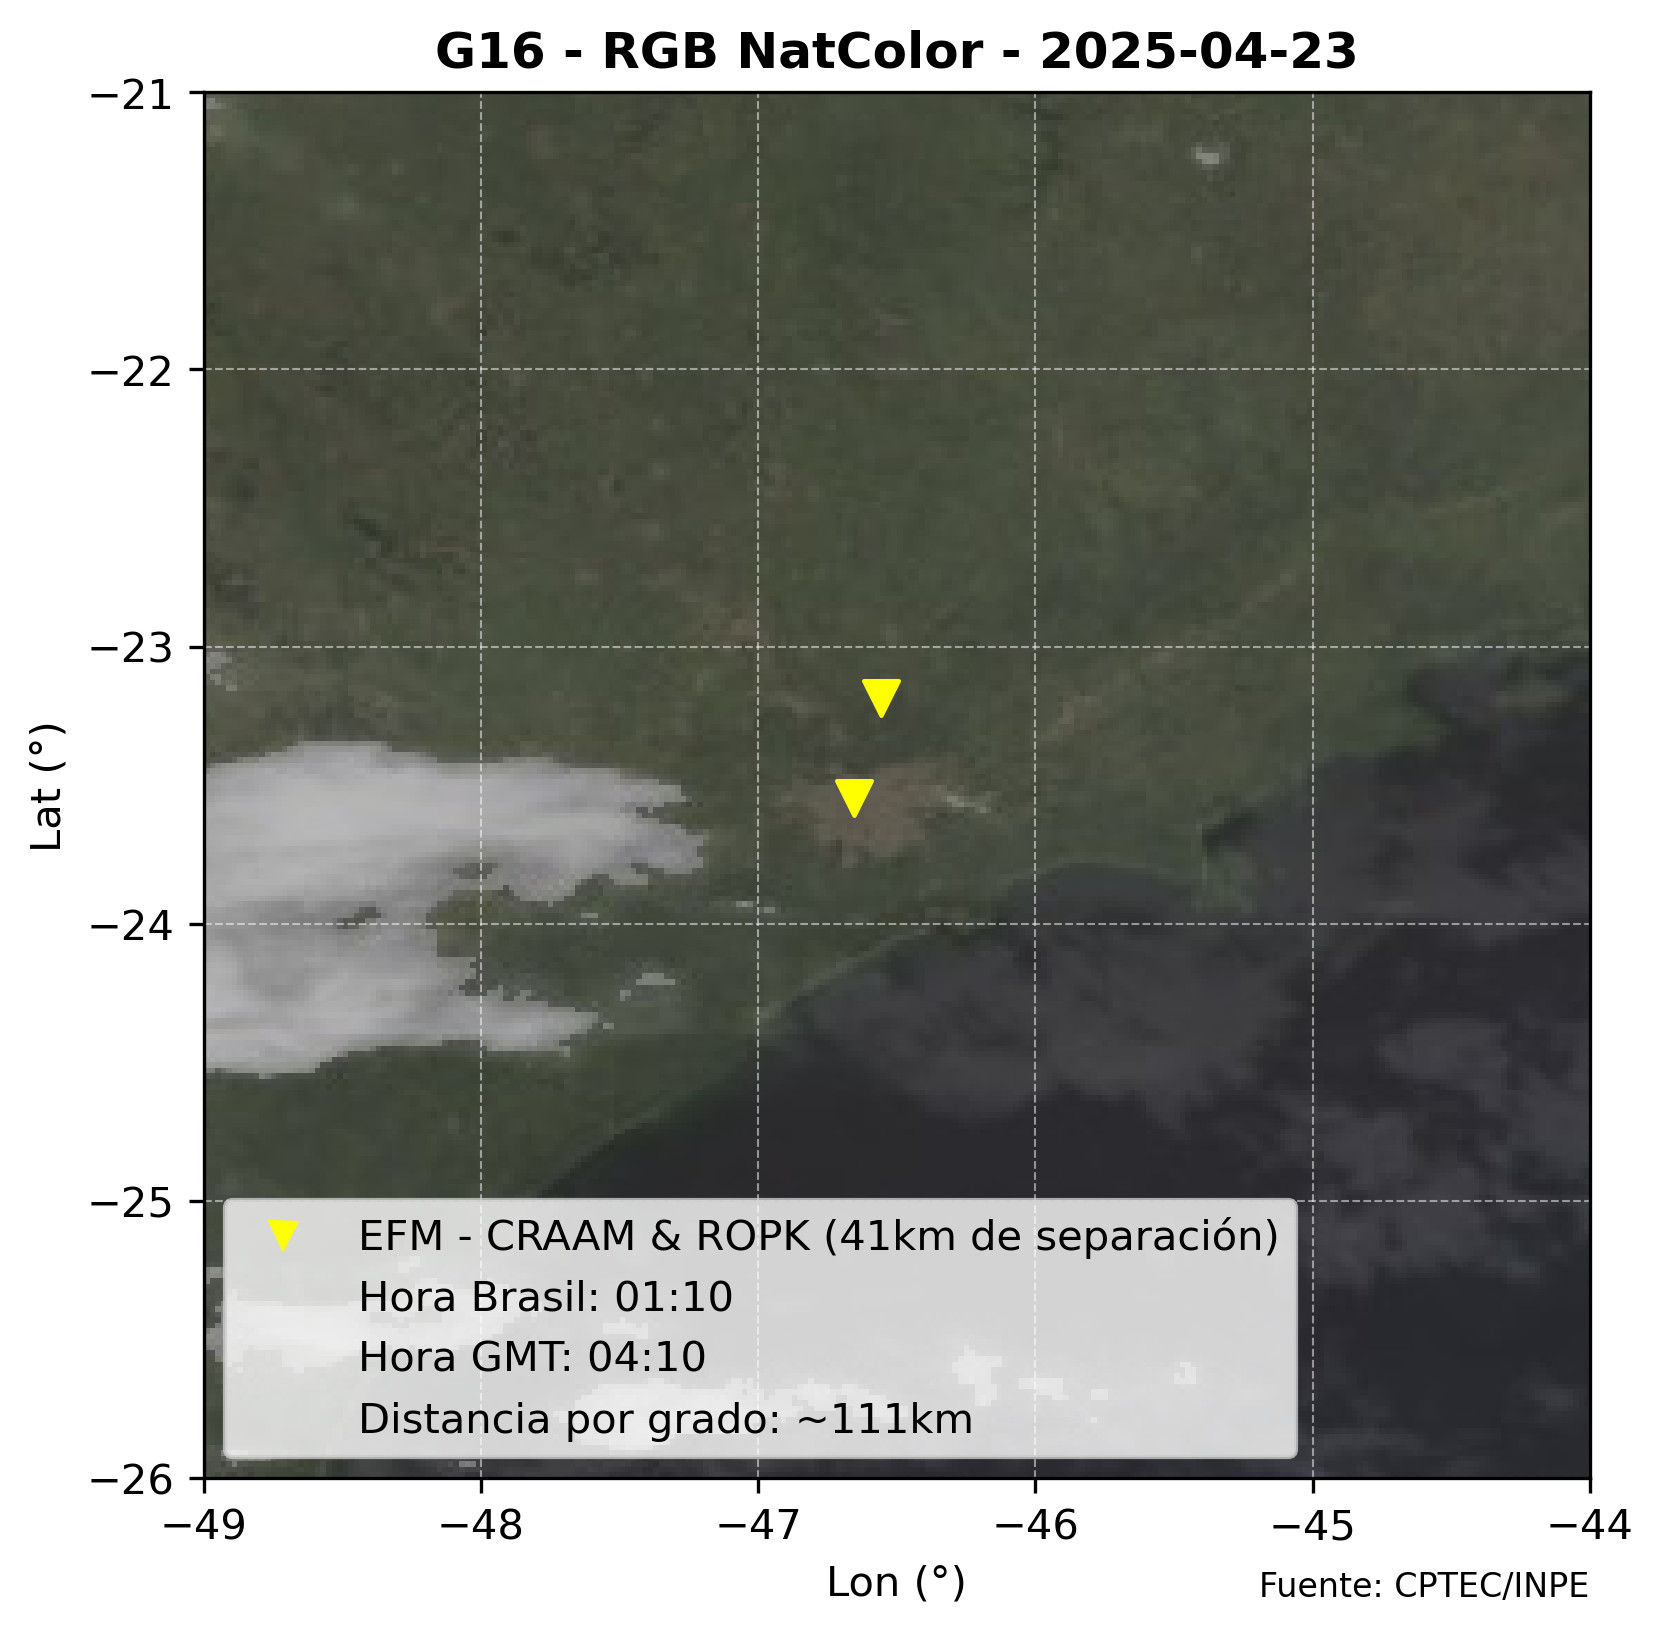 G16 - RGB NatColor - 2025-04-23
−21
−22
−23
−24
−25
−26
Lat (°)
EFM - CRAAM & ROPK (41km de separación)
Hora Brasil: 01:10
Hora GMT: 04:10
Distancia por grado: ~111km
−49 −48 −47 −46 −45 −44
Lon (°)
Fuente: CPTEC/INPE